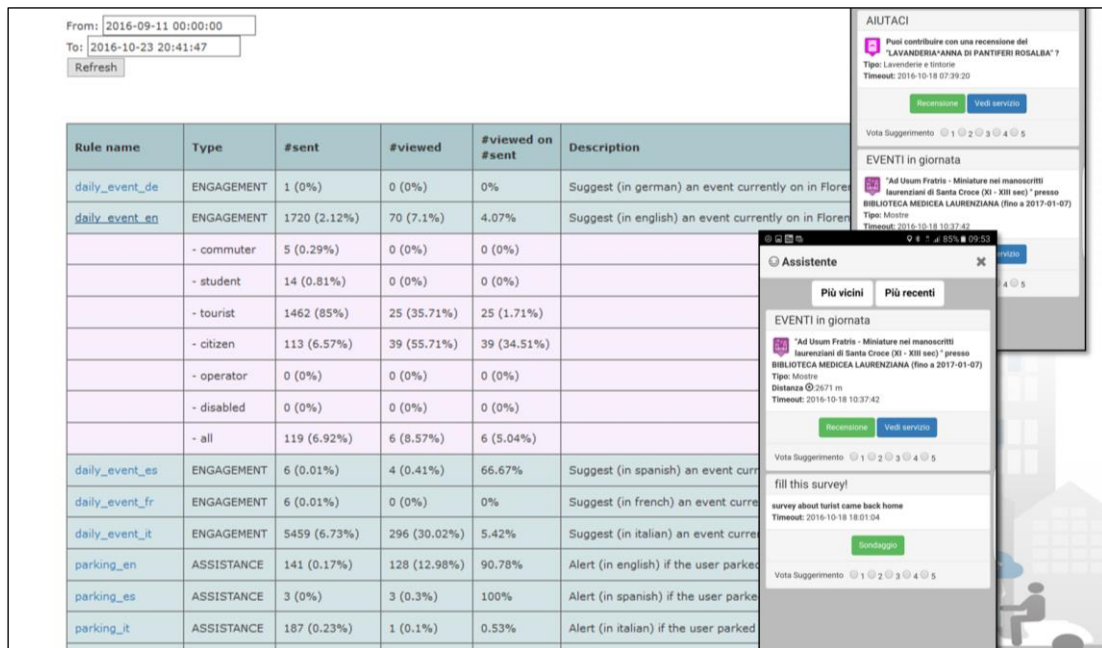 From: 2016-09-11 00:00:00
To: 2016-10-23 20:41:47
Refresh
Rule name Type #sent #viewed #viewed on #sent Description
daily_event_de ENGAGEMENT 1 (0%) 0 (0%) 0% Suggest (in german) an event currently on in Floren
daily_event_en ENGAGEMENT 1720 (2.12%) 70 (7.1%) 4.07% Suggest (in english) an event currently on in Floren
- commuter 5 (0.29%) 0 (0%) 0 (0%)
- student 14 (0.81%) 0 (0%) 0 (0%)
- tourist 1462 (85%) 25 (35.71%) 25 (1.71%)
- citizen 113 (6.57%) 39 (55.71%) 39 (34.51%)
- operator 0 (0%) 0 (0%) 0 (0%)
- disabled 0 (0%) 0 (0%) 0 (0%)
- all 119 (6.92%) 6 (8.57%) 6 (5.04%)
daily_event_es ENGAGEMENT 6 (0.01%) 4 (0.41%) 66.67% Suggest (in spanish) an event curr
daily_event_fr ENGAGEMENT 6 (0.01%) 0 (0%) 0% Suggest (in french) an event curre
daily_event_it ENGAGEMENT 5459 (6.73%) 296 (30.02%) 5.42% Suggest (in italian) an event curre
parking_en ASSISTANCE 141 (0.17%) 128 (12.98%) 90.78% Alert (in english) if the user parked
parking_es ASSISTANCE 3 (0%) 3 (0.3%) 100% Alert (in spanish) if the user parke
parking_it ASSISTANCE 187 (0.23%) 1 (0.1%) 0.53% Alert (in italian) if the user parked
AIUTACI
Puoi contribuire con una recensione del
"LAVANDERIA*ANNA DI PANTIFERI ROSALBA" ?
Tipo: Lavenderie e tintorie
Timeout: 2016-10-18 07:39:20
Recensione Vedi servizio
Vota Suggerimento 1 2 3 4 5
EVENTI in giornata
"Ad Usum Fratris - Miniature nei manoscritti
laurenziani di Santa Croce (XI - XIII sec) " presso
BIBLIOTECA MEDICEA LAURENZIANA (fino a 2017-01-07)
Tipo: Mostre
Timeout: 2016-10-18 10:37:42
ervizio
4 5
85% 09:53
Assistente
Più vicini Più recenti
EVENTI in giornata
"Ad Usum Fratris - Miniature nei manoscritti
laurenziani di Santa Croce (XI - XIII sec) " presso
BIBLIOTECA MEDICEA LAURENZIANA (fino a 2017-01-07)
Tipo: Mostre
Distanza :2671 m
Timeout: 2016-10-18 10:37:42
Recensione Vedi servizio
Vota Suggerimento 1 2 3 4 5
fill this survey!
survey about turist came back home
Timeout: 2016-10-18 18:01:04
Sondaggio
Vota Suggerimento 1 2 3 4 5